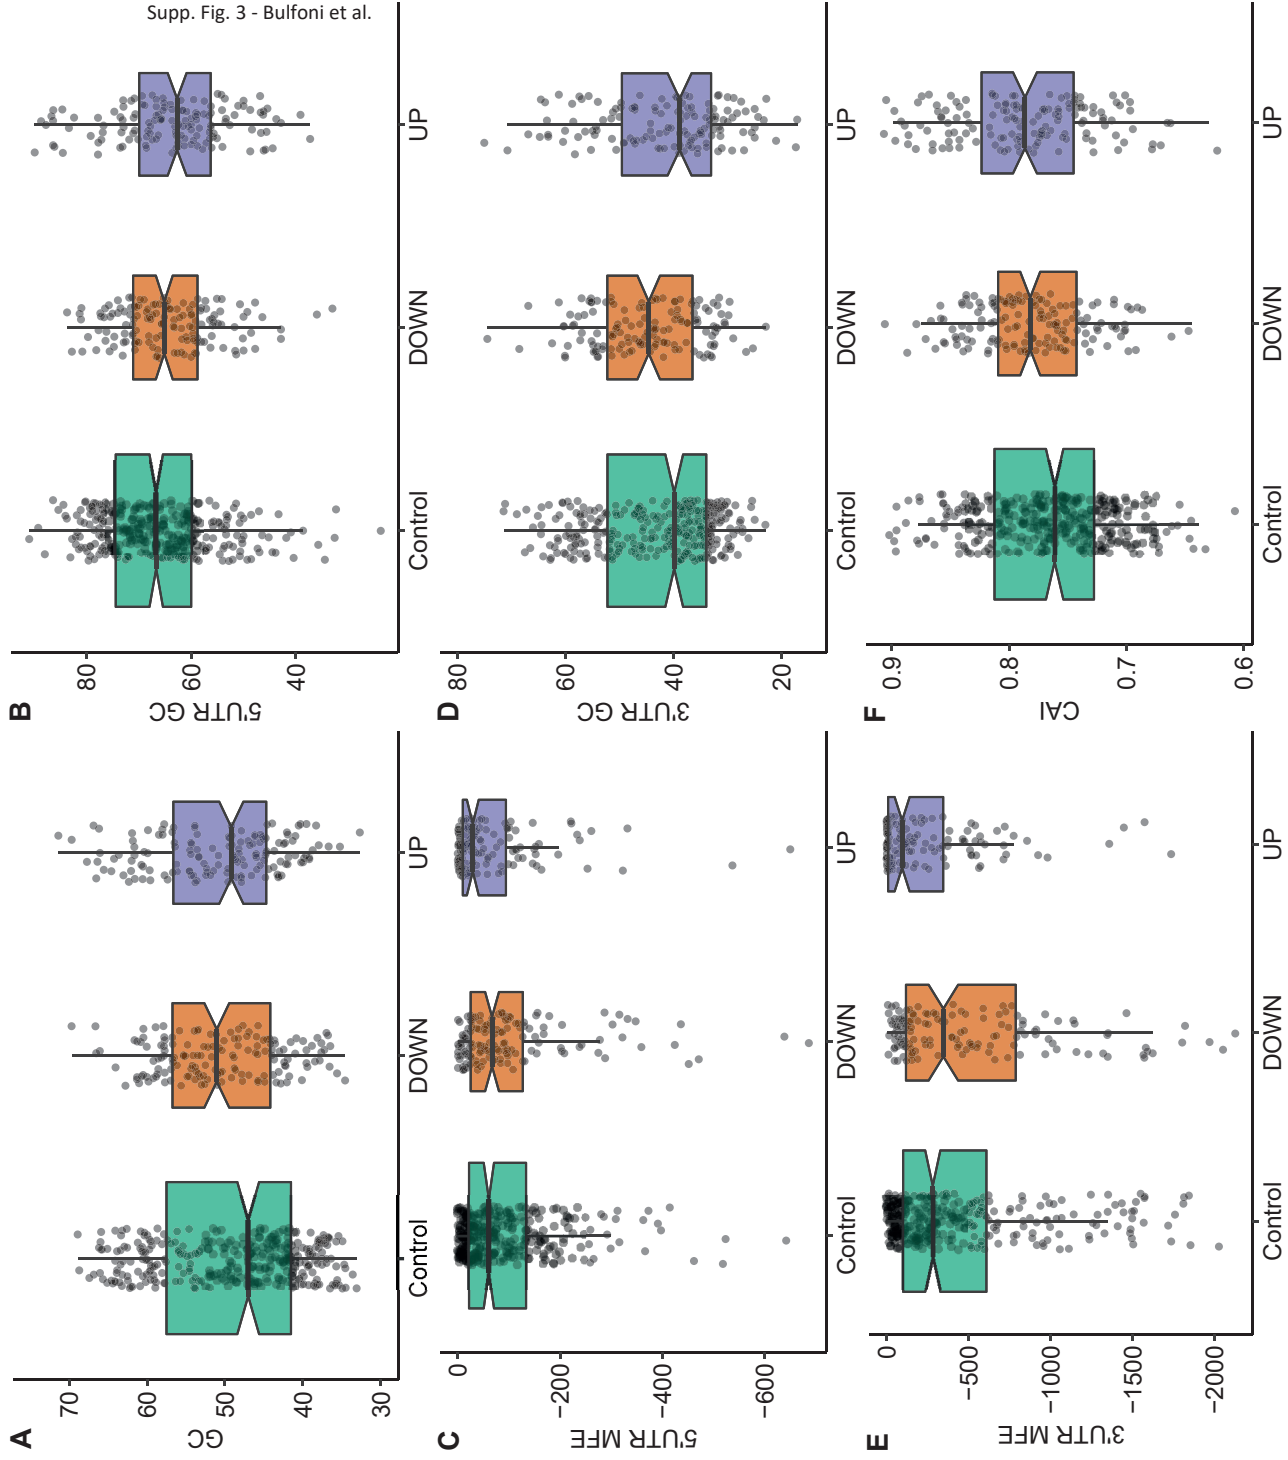 Supp. Fig. 3 - Bulfoni et al.
A
GC
70
60
50
40
30
Control
DOWN
UP
B
5'UTR GC
80
60
40
Control
DOWN
UP
C
5'UTR MFE
0
−200
−400
−600
Control
DOWN
UP
D
3'UTR GC
80
60
40
20
Control
DOWN
UP
E
3'UTR MFE
0
−500
−1000
−1500
−2000
Control
DOWN
UP
F
CAI
0.9
0.8
0.7
0.6
Control
DOWN
UP